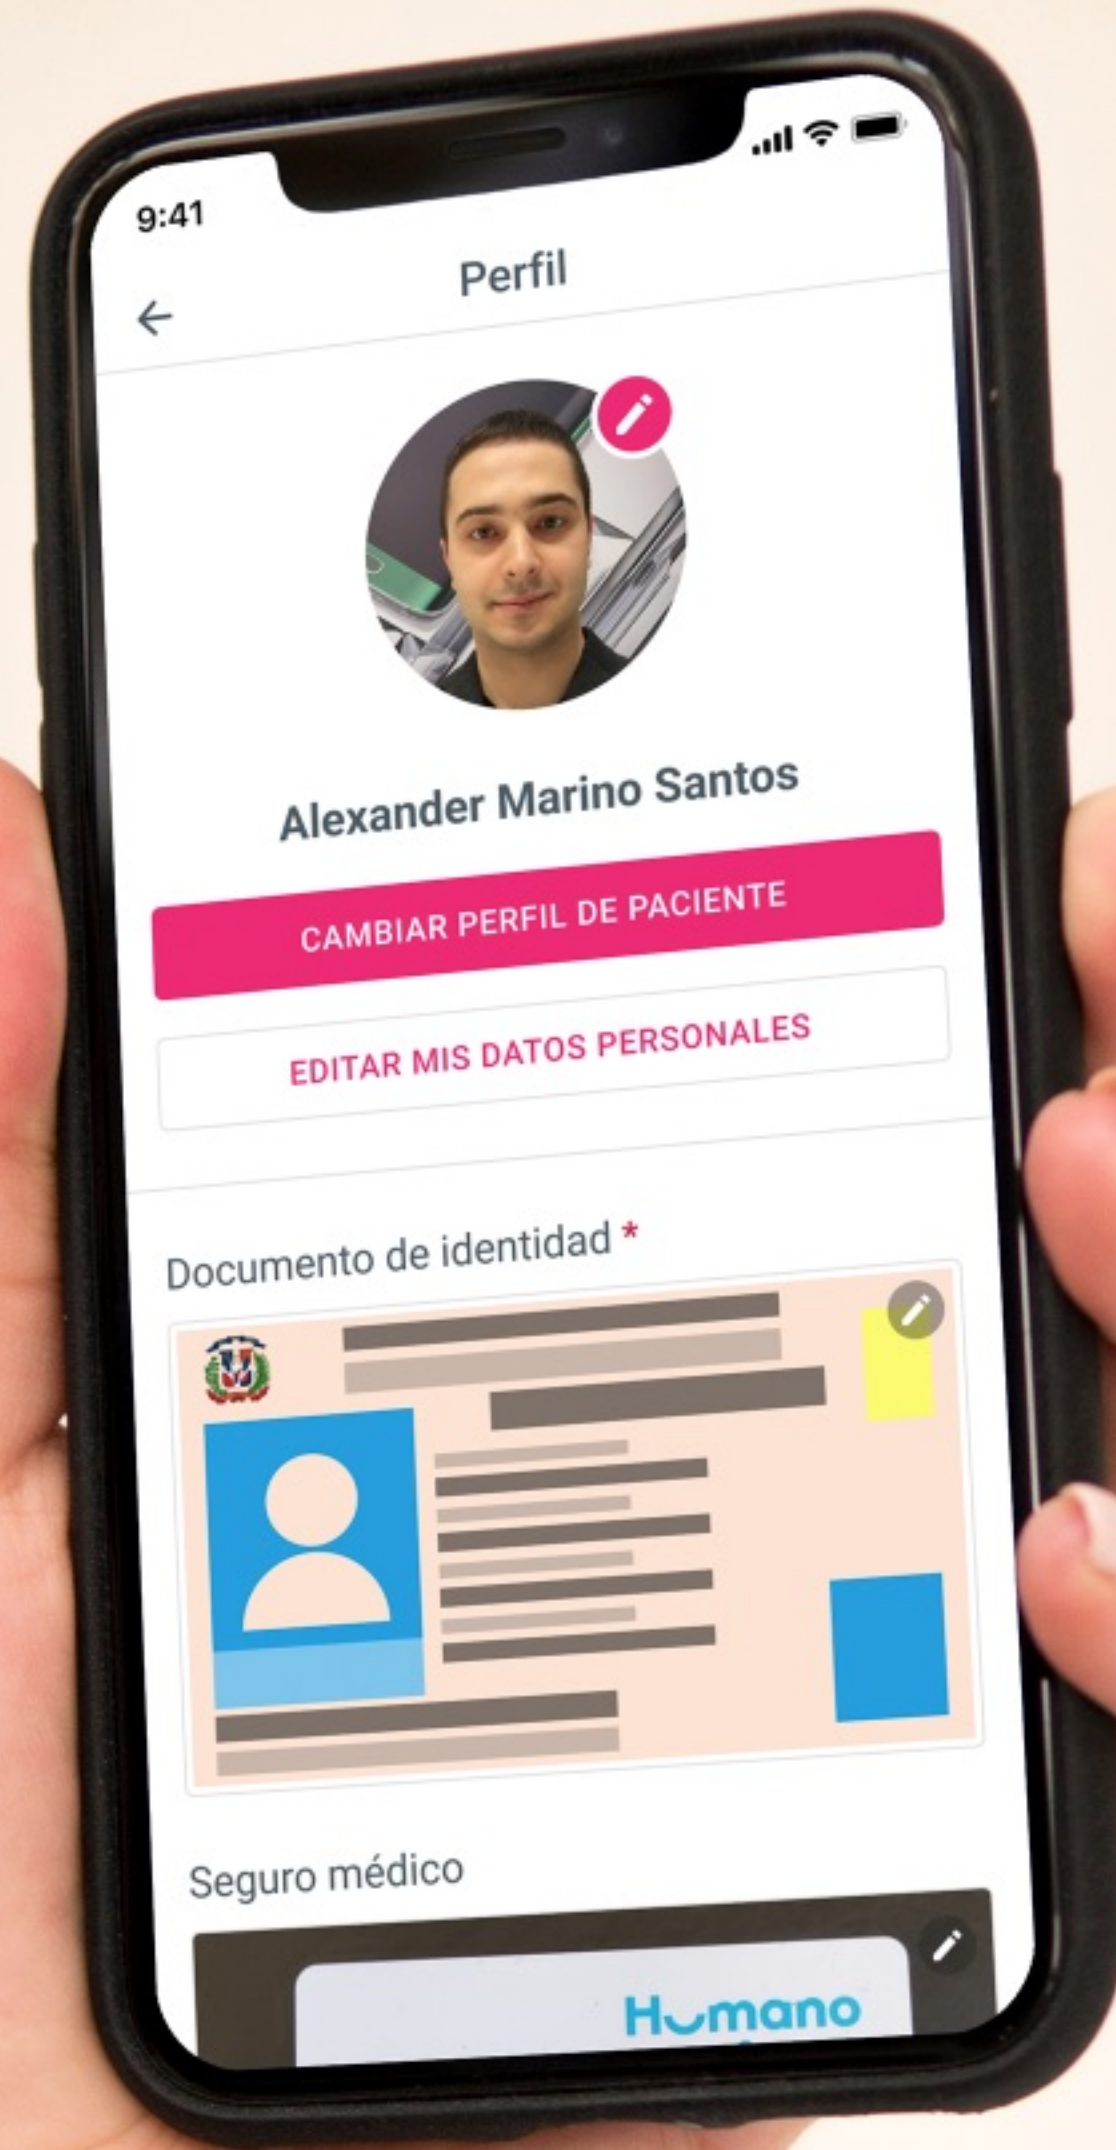 9:41
Perfil
Alexander Marino Santos
CAMBIAR PERFIL DE PACIENTE
EDITAR MIS DATOS PERSONALES
Documento de identidad *
Seguro médico
Humano